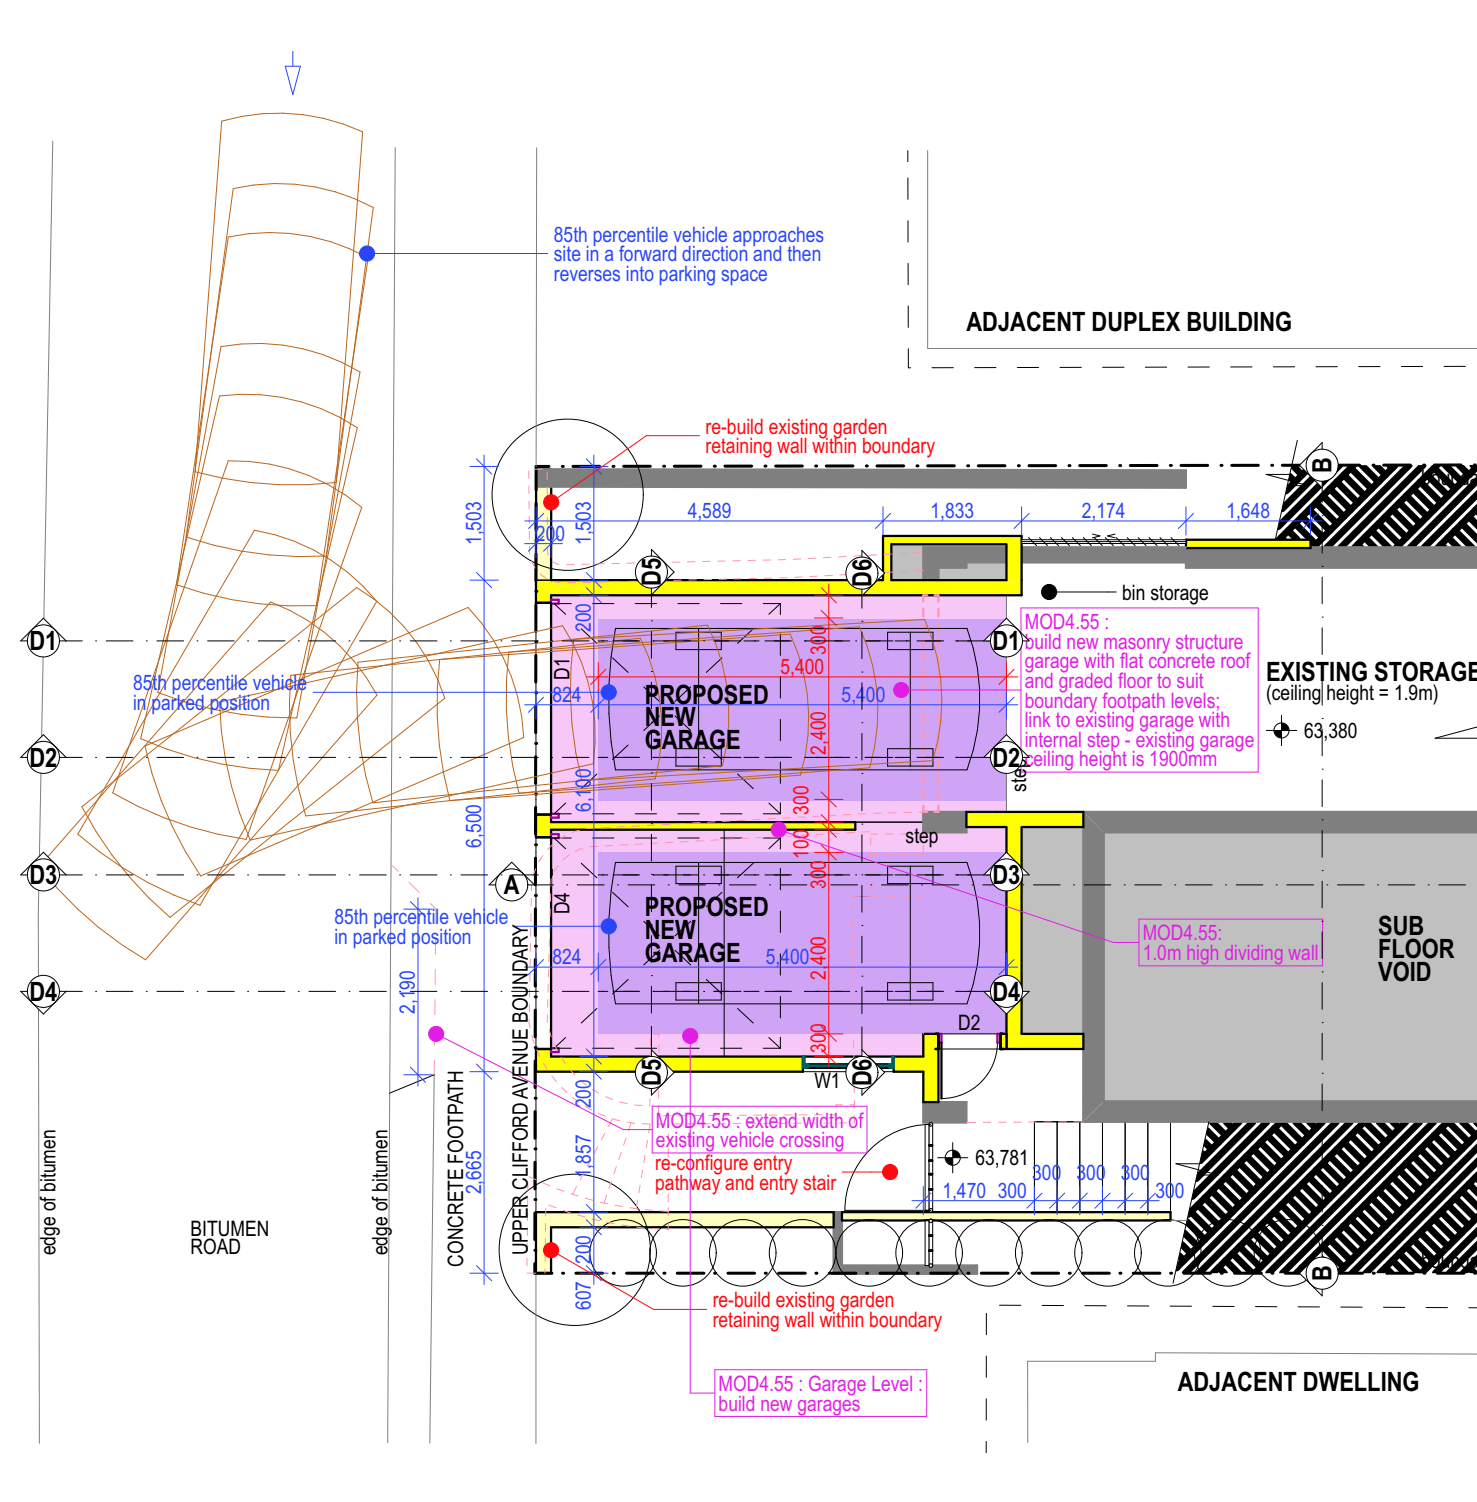 85th percentile vehicle approaches
site in a forward direction and then
reverses into parking space
ADJACENT DUPLEX BUILDING
re-build existing garden
retaining wall within boundary
B
1,503
1,503
200
4,589
1,833
2,174
1,648
D5
D6
bin storage
200
300
D1
D1
D1
5,400
MOD4.55 :
build new masonry structure
garage with flat concrete roof
and graded floor to suit
boundary footpath levels;
link to existing garage with
internal step - existing garage
ceiling height is 1900mm
EXISTING STORAGE
(ceiling height = 1.9m)
63,380
85th percentile vehicle
in parked position
824
PROPOSED
NEW
GARAGE
5,400
2,400
D2
D2
step
6,100
6,500
300
100
300
step
D3
D3
A
D4
85th percentile vehicle
in parked position
PROPOSED
NEW
GARAGE
824
5,400
2,400
MOD4.55:
1.0m high dividing wall
SUB
FLOOR
VOID
2,190
D4
D4
D2
300
D5
D6
W1
200
MOD4.55 : extend width of
existing vehicle crossing
re-configure entry
pathway and entry stair
63,781
1,857
2,665
1,470
300
300
300
300
300
edge of bitumen
BITUMEN
ROAD
edge of bitumen
CONCRETE FOOTPATH
UPPER CLIFFORD AVENUE BOUNDARY
200
607
B
re-build existing garden
retaining wall within boundary
MOD4.55 : Garage Level :
build new garages
ADJACENT DWELLING